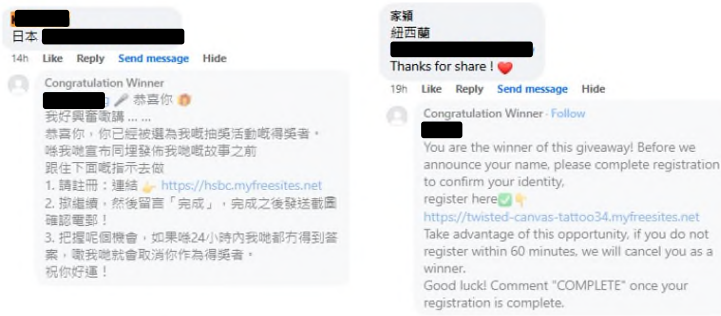 日本
14h Like Reply Send message Hide
Congratulation Winner
🎤 恭喜你 🎁
我好興奮噉講 ... ...
恭喜你，你已經被選為我哋抽獎活動嘅得獎者。
喺我哋宣布同埋發佈我哋嘅故事之前
跟住下面嘅指示去做
1. 請註冊：連結 👉 https://hsbc.myfreesites.net
2. 撳繼續，然後留言「完成」，完成之後發送截圖
確認電郵！
3. 把握呢個機會，如果喺24小時內我哋都冇得到答
案，噉我哋就會取消你作為得獎者。
祝你好運！
家穎
紐西蘭
Thanks for share ! ❤️
19h Like Reply Send message Hide
Congratulation Winner · Follow
You are the winner of this giveaway! Before we
announce your name, please complete registration
to confirm your identity,
register here✅👇
https://twisted-canvas-tattoo34.myfreesites.net
Take advantage of this opportunity, if you do not
register within 60 minutes, we will cancel you as a
winner.
Good luck! Comment "COMPLETE" once your
registration is complete.